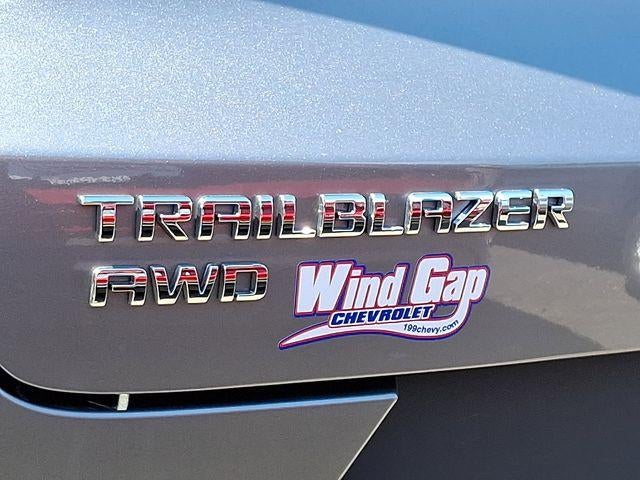 TRAILBLAZER
AWD
Wind Gap
CHEVROLET
199chevy.com